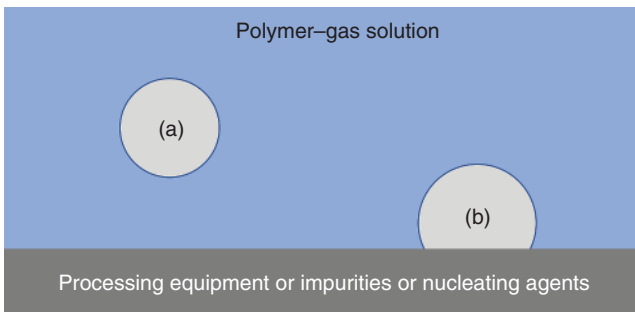 Polymer–gas solution
(a)
(b)
Processing equipment or impurities or nucleating agents